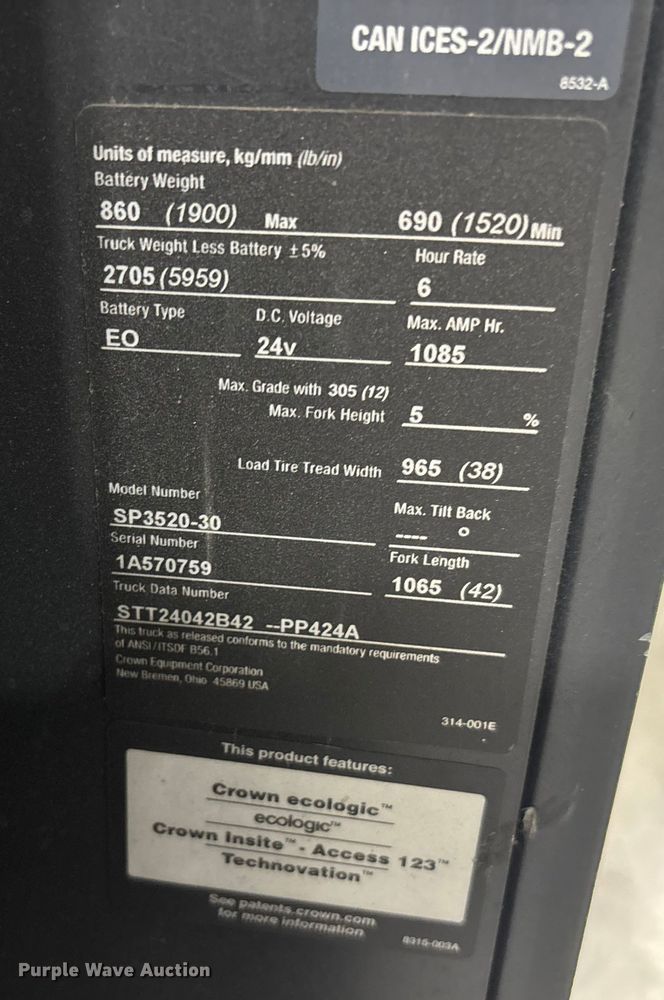 CAN ICES-2/NMB-2
8532-A
Units of measure, kg/mm (lb/in)
Battery Weight
860 (1900) Max 690 (1520) Min
Truck Weight Less Battery ±5% Hour Rate
2705 (5959) 6
Battery Type D.C. Voltage Max. AMP Hr.
EO 24v 1085
Max. Grade with 305 (12)
Max. Fork Height 5 %
Load Tire Tread Width 965 (38)
Model Number Max. Tilt Back
SP3520-30 ---- °
Serial Number Fork Length
1A570759 1065 (42)
Truck Data Number
STT24042B42 --PP424A
This truck as released conforms to the mandatory requirements
of ANSI/ITSDF B56.1
Crown Equipment Corporation
New Bremen, Ohio 45869 USA
314-001E
This product features:
Crown ecologic™
ecologic™
Crown Insite™ - Access 123™
Technovation™
See patents.crown.com
for more information
8315-003A
Purple Wave Auction